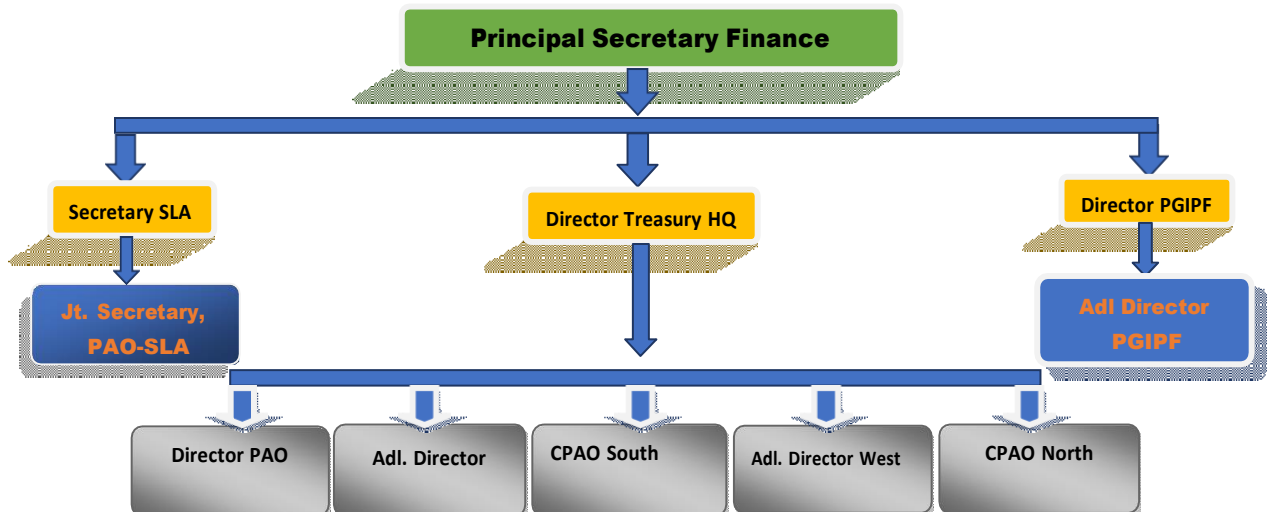 Principal Secretary Finance
Secretary SLA
Director Treasury HQ
Director PGIPF
Jt. Secretary,
PAO-SLA
Adl Director
PGIPF
Director PAO
Adl. Director
CPAO South
Adl. Director West
CPAO North